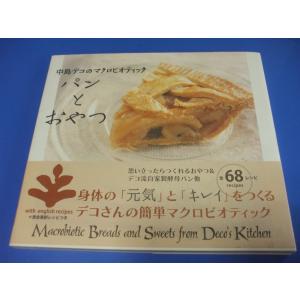 中島デコのマクロビオティック
パンと
おやつ
思い立ったらつくれるおやつ&
デコ流自家製酵母パン他
全68レシピ
recipes
with english recipes
身体の「元気」と「キレイ」をつくる
デコさんの簡単マクロビオティック
Macrobiotic Breads and Sweets from Deco's Kitchen